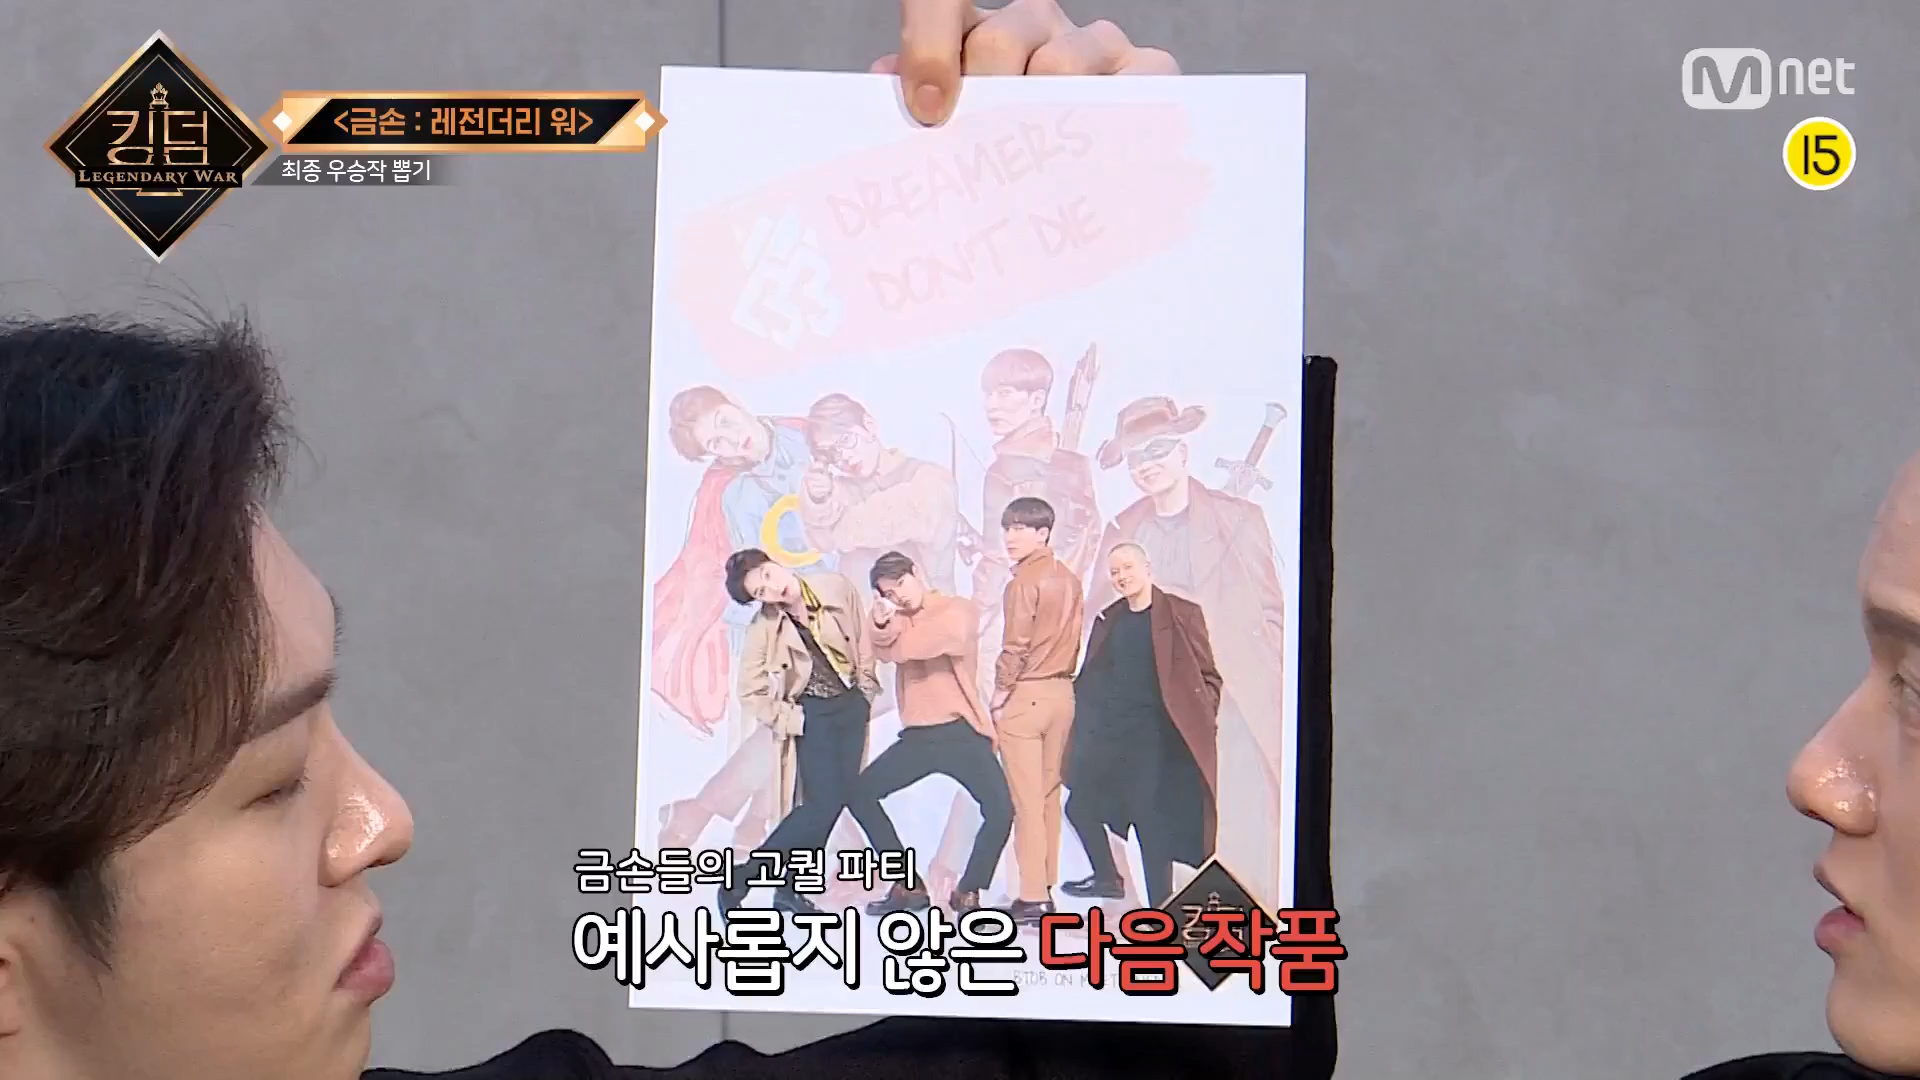 킹덤
LEGENDARY WAR
<금손 : 레전더리 워>
최종 우승작 뽑기
Mnet
15
DREAMERS
DON'T DIE
금손들의 고퀄 파티
예사롭지 않은 다음 작품
BTOB ON